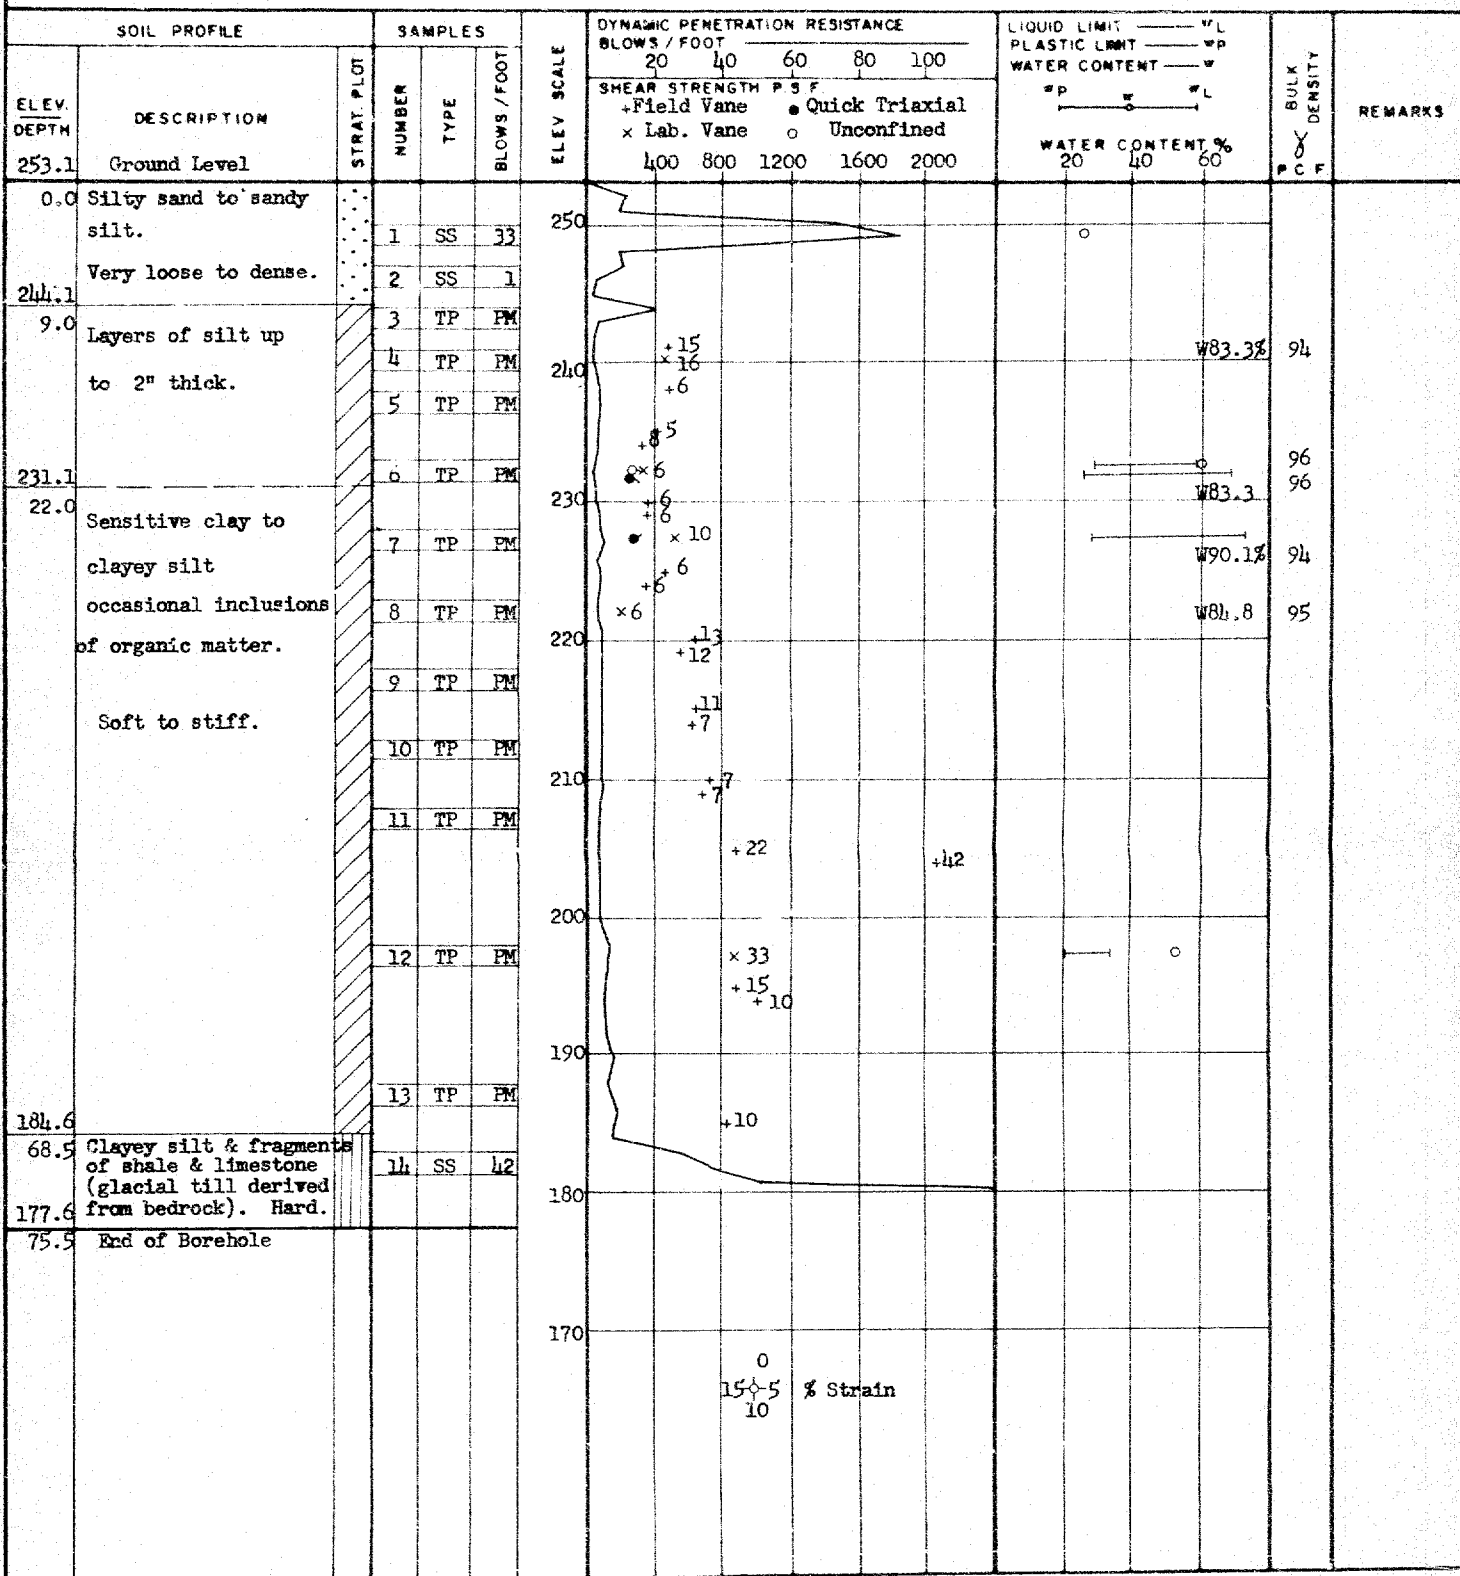 SOIL PROFILE
SAMPLES
ELEV.
DEPTH
DESCRIPTION
STRAT. PLOT
NUMBER
TYPE
BLOWS / FOOT
ELEV SCALE
DYNAMIC PENETRATION RESISTANCE
BLOWS / FOOT
20 40 60 80 100
SHEAR STRENGTH P.S.F.
+Field Vane ● Quick Triaxial
× Lab. Vane ○ Unconfined
400 800 1200 1600 2000
LIQUID LIMIT —— wL
PLASTIC LIMIT —— wP
WATER CONTENT —— w
wP w wL
WATER CONTENT %
20 40 60
BULK DENSITY
γ
P C F
REMARKS
253.1 Ground Level
0.0 Silty sand to sandy
silt.
Very loose to dense.
244.1
9.0
Layers of silt up
to 2" thick.
231.1
22.0
Sensitive clay to
clayey silt
occasional inclusions
of organic matter.
Soft to stiff.
184.6
68.5 Clayey silt & fragments
of shale & limestone
(glacial till derived
from bedrock). Hard.
177.6
75.5 End of Borehole
1 SS 33
2 SS 1
3 TP PM
4 TP PM
5 TP PM
6 TP PM
7 TP PM
8 TP PM
9 TP PM
10 TP PM
11 TP PM
12 TP PM
13 TP PM
14 SS 42
250
240
230
220
210
200
190
180
170
+15
×16
+6
+5
+8
×6
+6
+6
×10
+6
+6
×6
+13
+12
+11
+7
+7
+7
+22
+42
×33
+15
+10
+10
0
15 5 % Strain
10
W83.3% 94
96
96
W83.3
W90.1% 94
W84.8 95